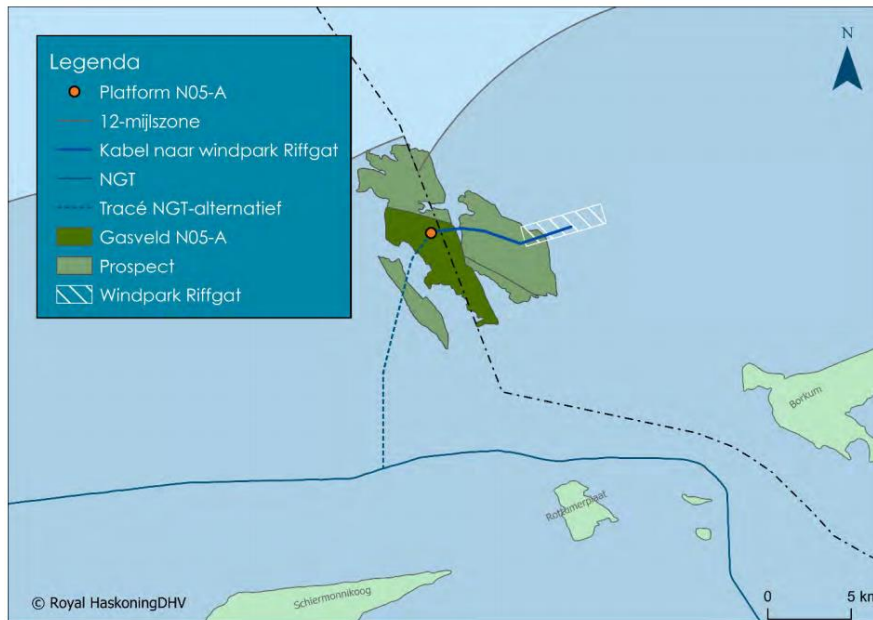 Legenda
Platform N05-A
12-mijlszone
Kabel naar windpark Riffgat
NGT
Tracé NGT-alternatief
Gasveld N05-A
Prospect
Windpark Riffgat
N
Borkum
Rottumerplaat
Schiermonnikoog
© Royal HaskoningDHV
0 5 km